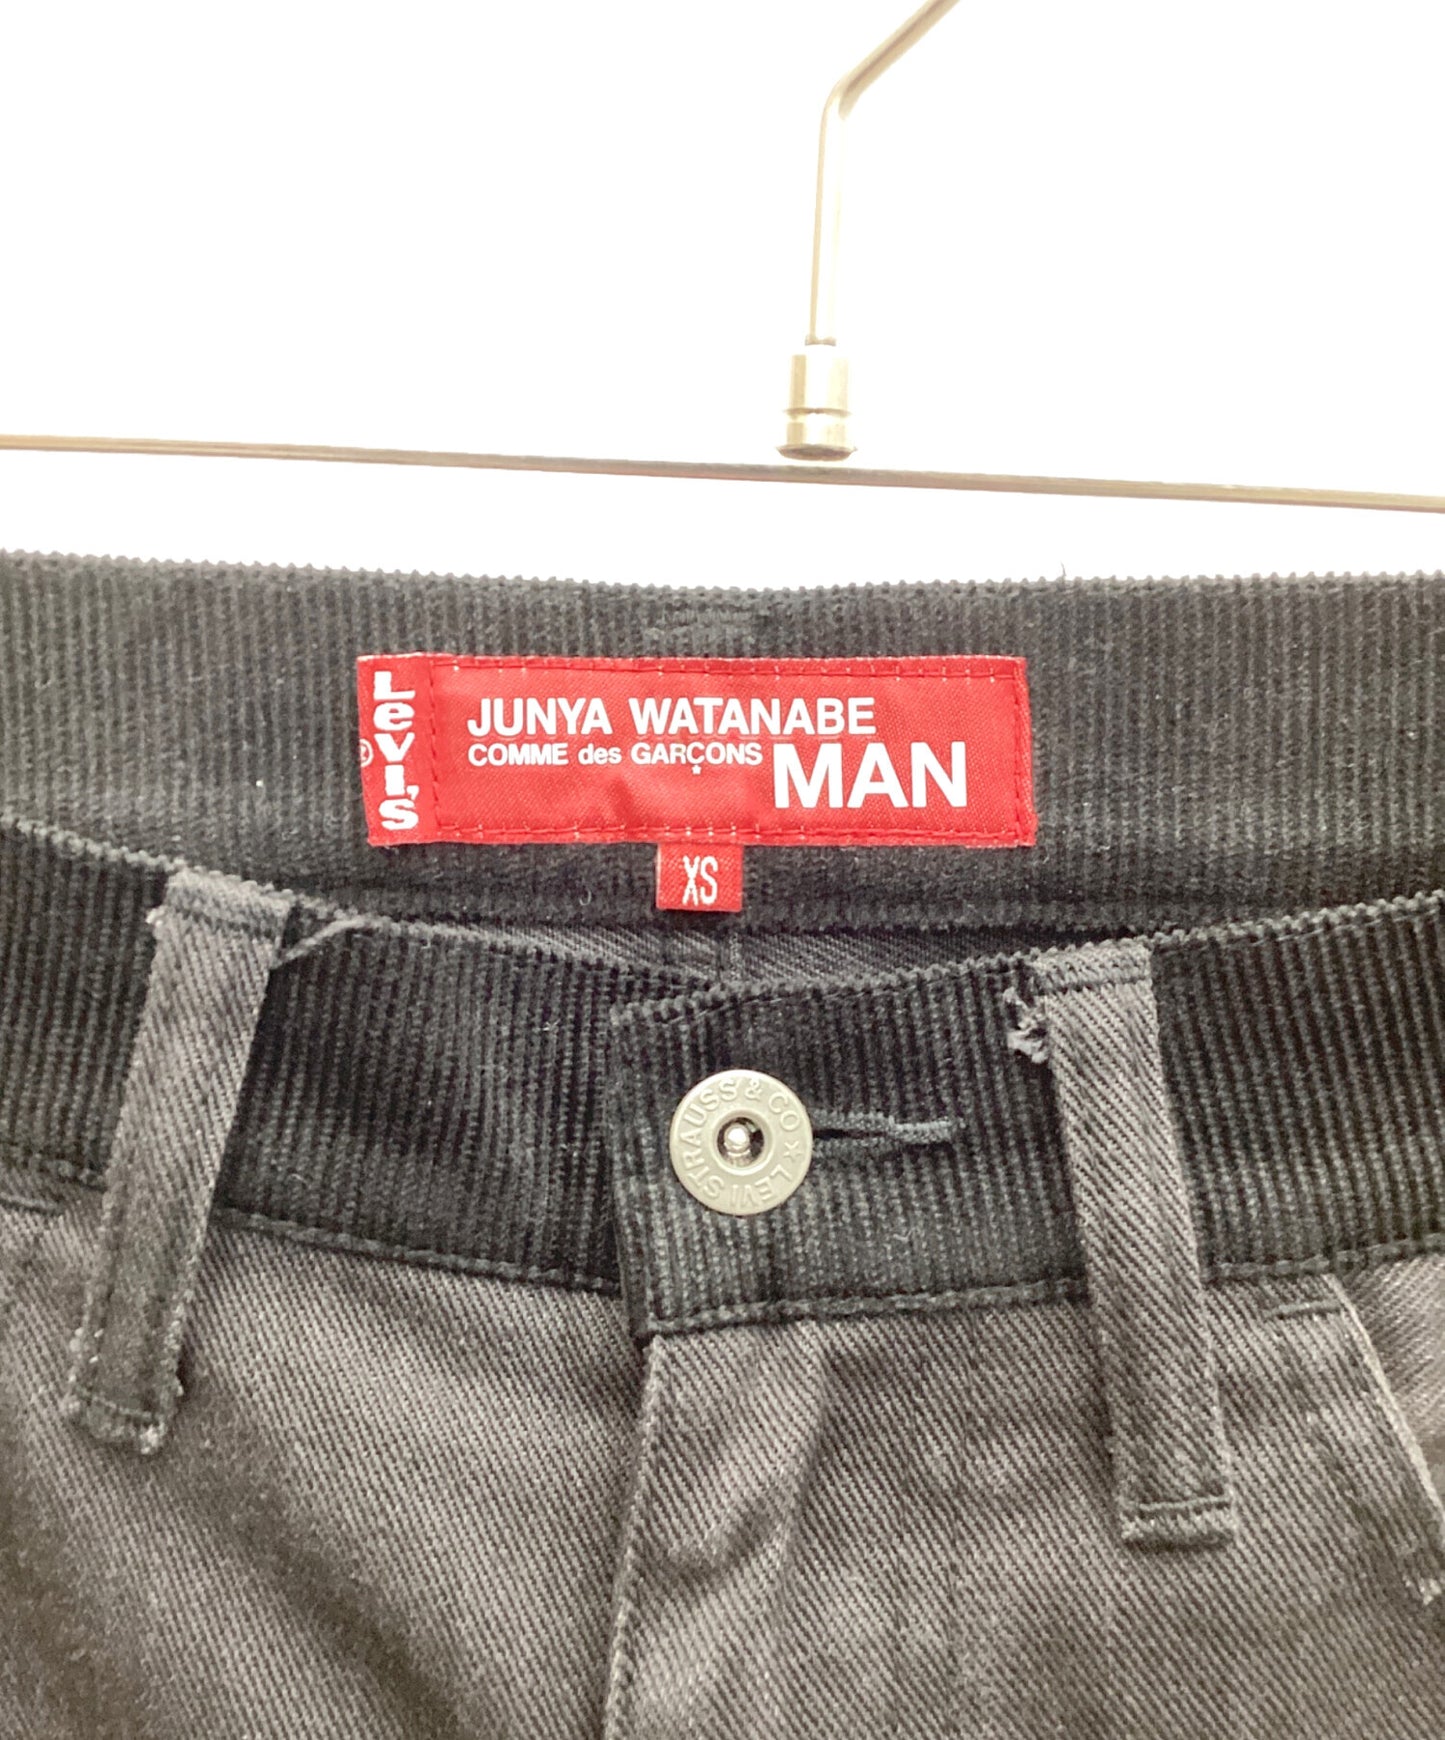 LeVI'S
®
JUNYA WATANABE
COMME des GARÇONS MAN
XS
LEVI STRAUSS & CO ★